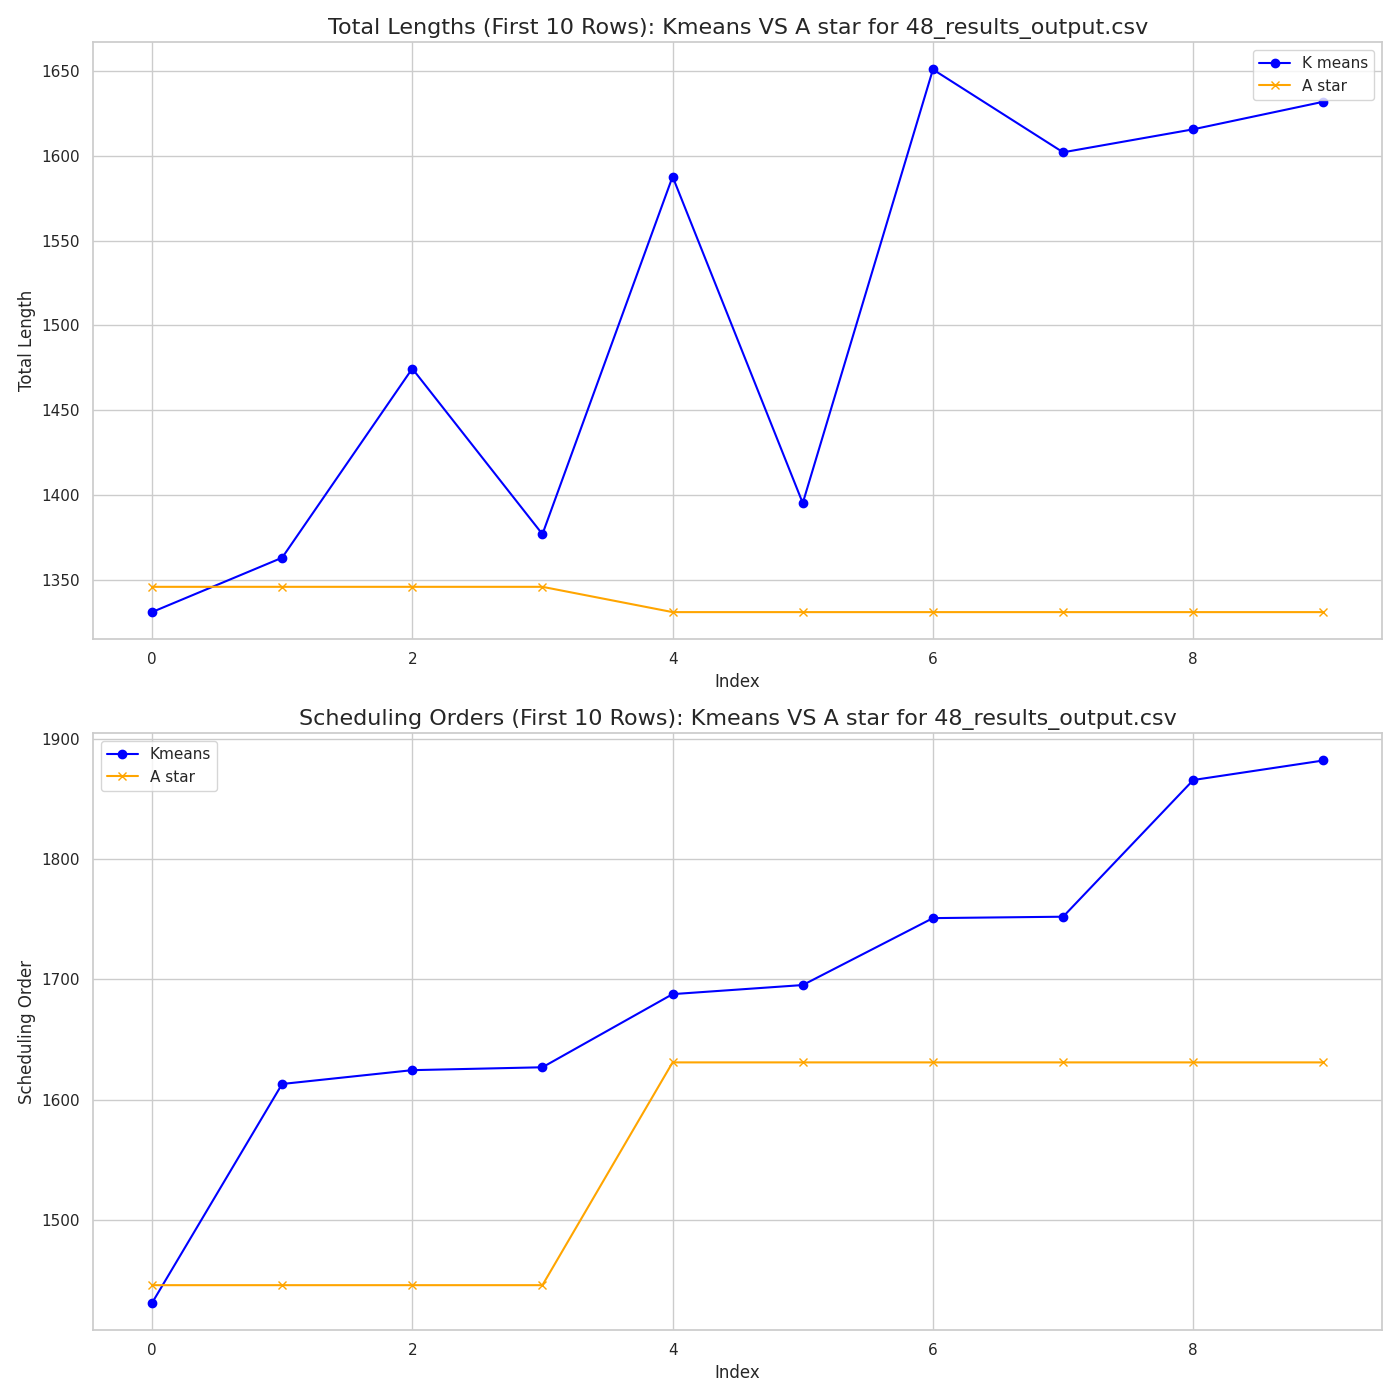 Total Lengths (First 10 Rows): Kmeans VS A star for 48_results_output.csv
K means
A star
1650
1600
1550
1500
1450
1400
1350
Total Length
0 2 4 6 8
Index
Scheduling Orders (First 10 Rows): Kmeans VS A star for 48_results_output.csv
Kmeans
A star
1900
1800
1700
1600
1500
Scheduling Order
0 2 4 6 8
Index